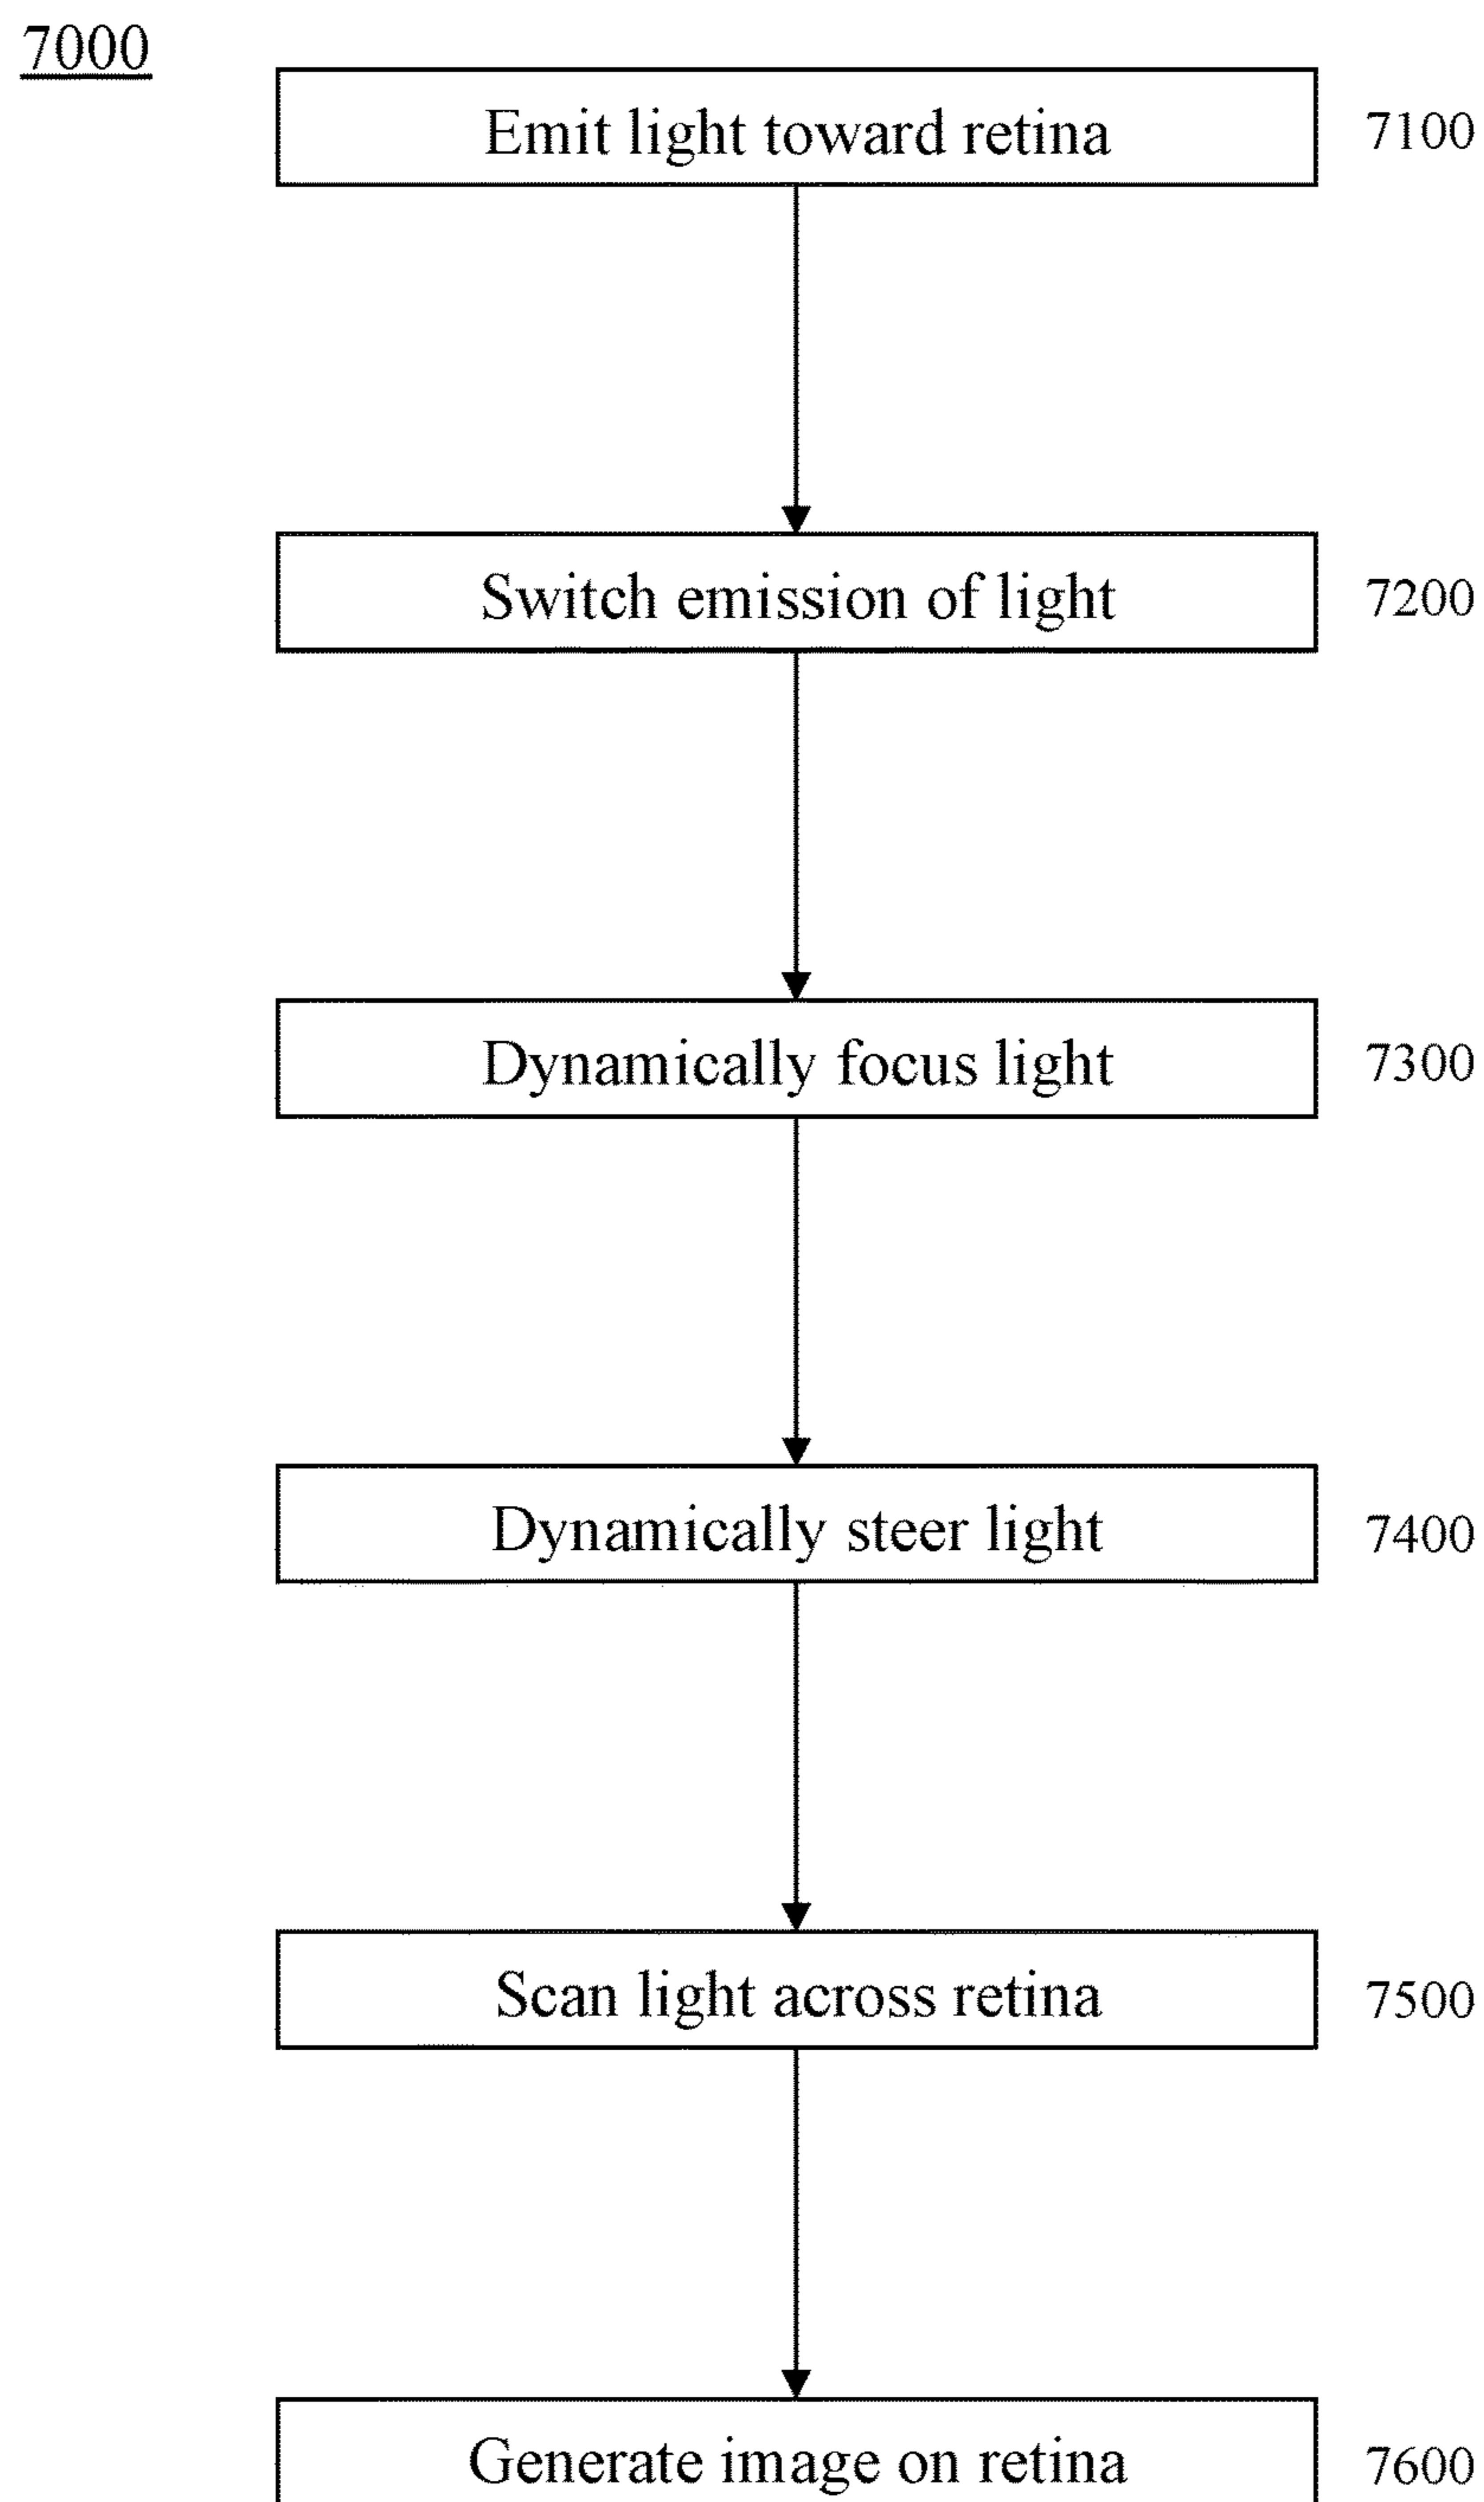 7000
Emit light toward retina 7100
Switch emission of light 7200
Dynamically focus light 7300
Dynamically steer light 7400
Scan light across retina 7500
Generate image on retina 7600